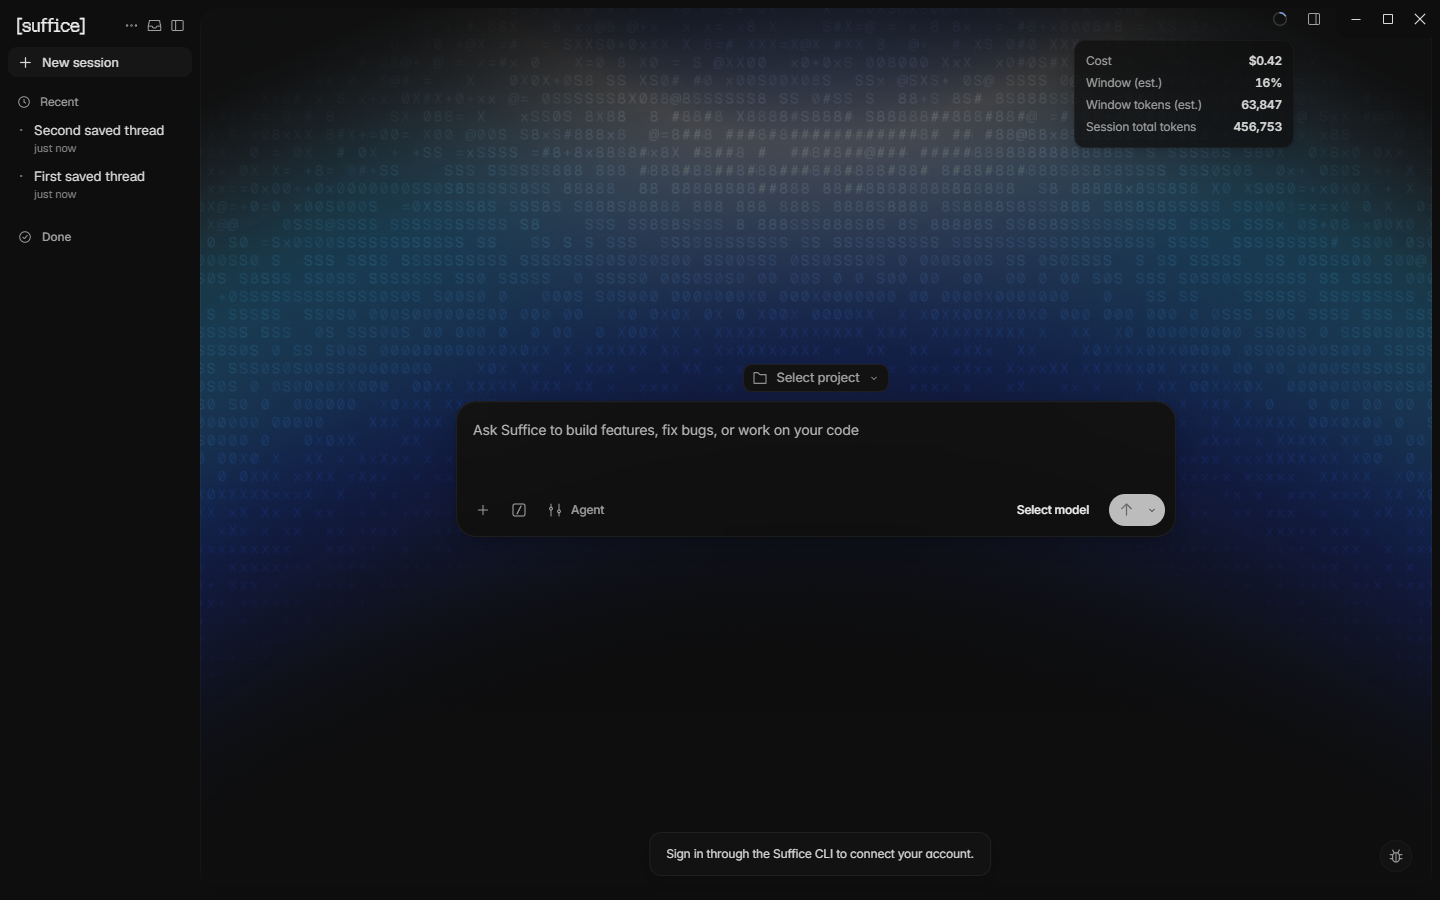 [suffice]
New session
Recent
Second saved thread
just now
First saved thread
just now
Done
Cost $0.42
Window (est.) 16%
Window tokens (est.) 63,847
Session total tokens 456,753
Select project
Ask Suffice to build features, fix bugs, or work on your code
Agent
Select model
Sign in through the Suffice CLI to connect your account.